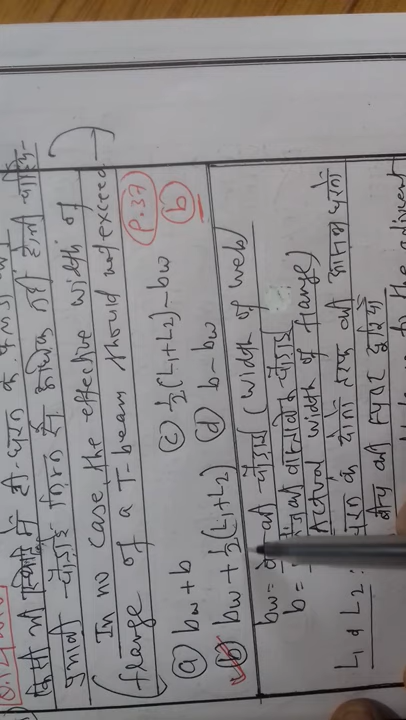 किसी भी स्थिति में टी-धरन के फ्लैंज की
प्रभावी चौड़ाई निम्न से अधिक नहीं होनी चाहिए-
(In no case, the effective width of
flange of a T-beam should not exceed→)
P.37
(a) bw + b (c) ½(L₁+L₂)-bw (b)
(b) bw + ½(L₁+L₂) (d) b-bw
bw = की चौड़ाई (width of web)
b = की वास्तविक चौड़ाई
Actual width of flange)
L₁ & L₂ : धरन के बाँये तरफ की आसन्न धरनों
के बीच की स्पष्ट दूरियाँ
to the adjacent